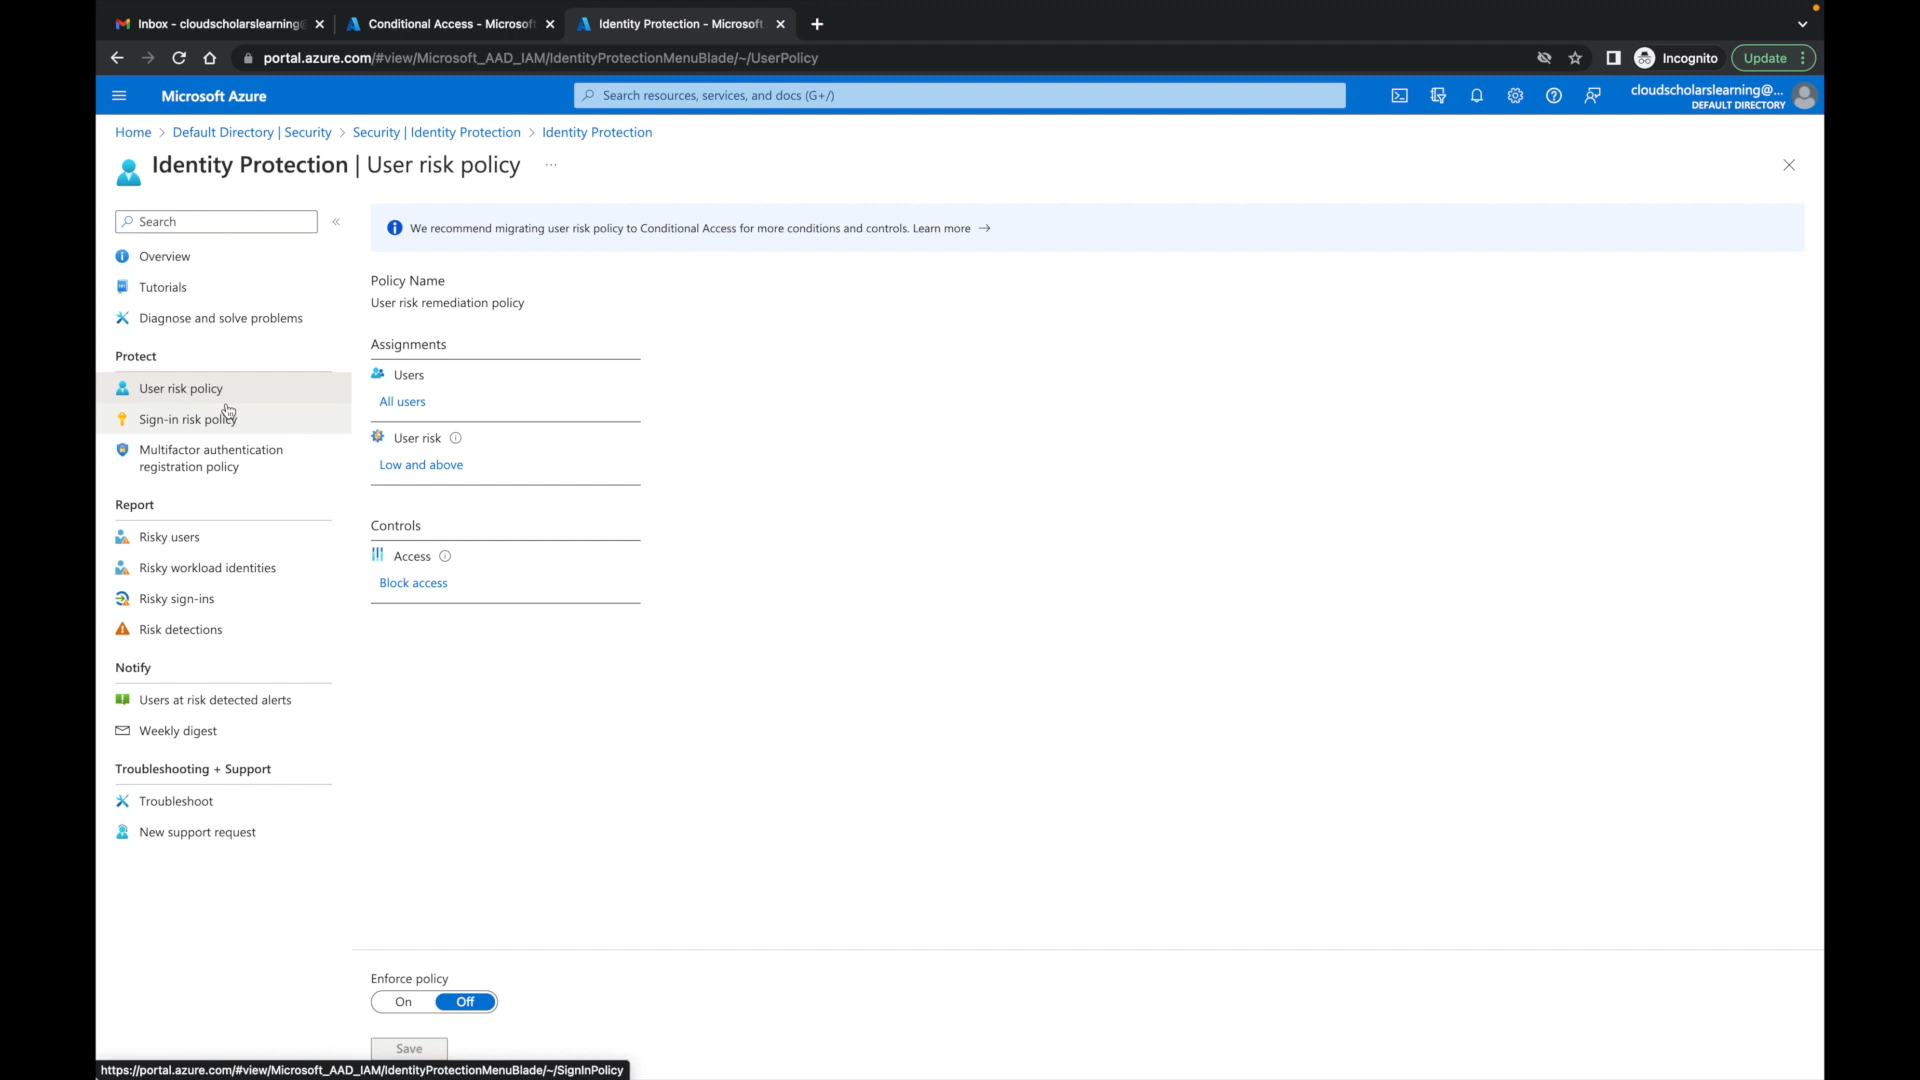 Inbox - cloudscholarslearning@
Conditional Access - Microsoft
Identity Protection - Microsoft
portal.azure.com/#view/Microsoft_AAD_IAM/IdentityProtectionMenuBlade/~/UserPolicy
Incognito
Update
Microsoft Azure
Search resources, services, and docs (G+/)
cloudscholarslearning@...
DEFAULT DIRECTORY
Home > Default Directory | Security > Security | Identity Protection > Identity Protection
Identity Protection | User risk policy ...
Search
«
We recommend migrating user risk policy to Conditional Access for more conditions and controls. Learn more →
Overview
Tutorials
Diagnose and solve problems
Protect
User risk policy
Sign-in risk policy
Multifactor authentication
registration policy
Report
Risky users
Risky workload identities
Risky sign-ins
Risk detections
Notify
Users at risk detected alerts
Weekly digest
Troubleshooting + Support
Troubleshoot
New support request
Policy Name
User risk remediation policy
Assignments
Users
All users
User risk
Low and above
Controls
Access
Block access
Enforce policy
On Off
Save
https://portal.azure.com/#view/Microsoft_AAD_IAM/IdentityProtectionMenuBlade/~/SignInPolicy